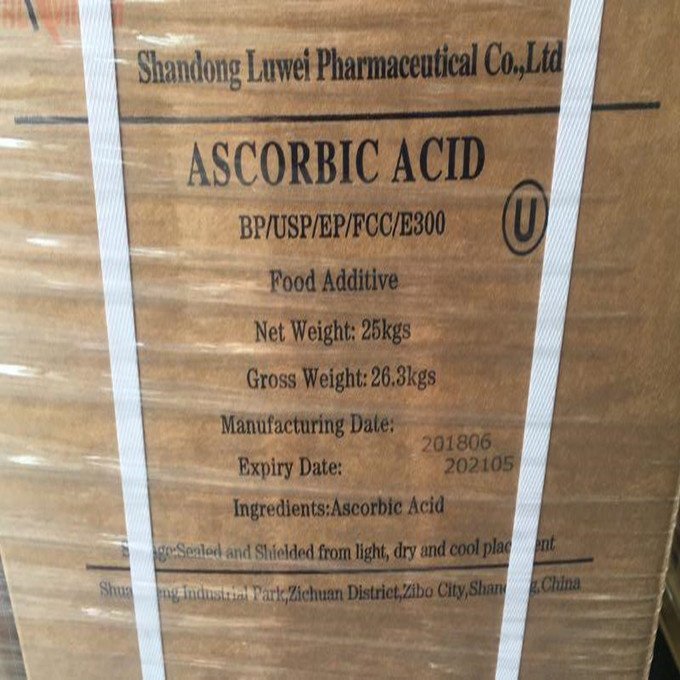 Shandong Luwei Pharmaceutical Co.,Ltd
ASCORBIC ACID
BP/USP/EP/FCC/E300
U
Food Additive
Net Weight: 25kgs
Gross Weight: 26.3kgs
Manufacturing Date: 201806
Expiry Date: 202105
Ingredients:Ascorbic Acid
Sealed and Shielded from light, dry and cool
Industrial Park,Zichuan District,Zibo City, China